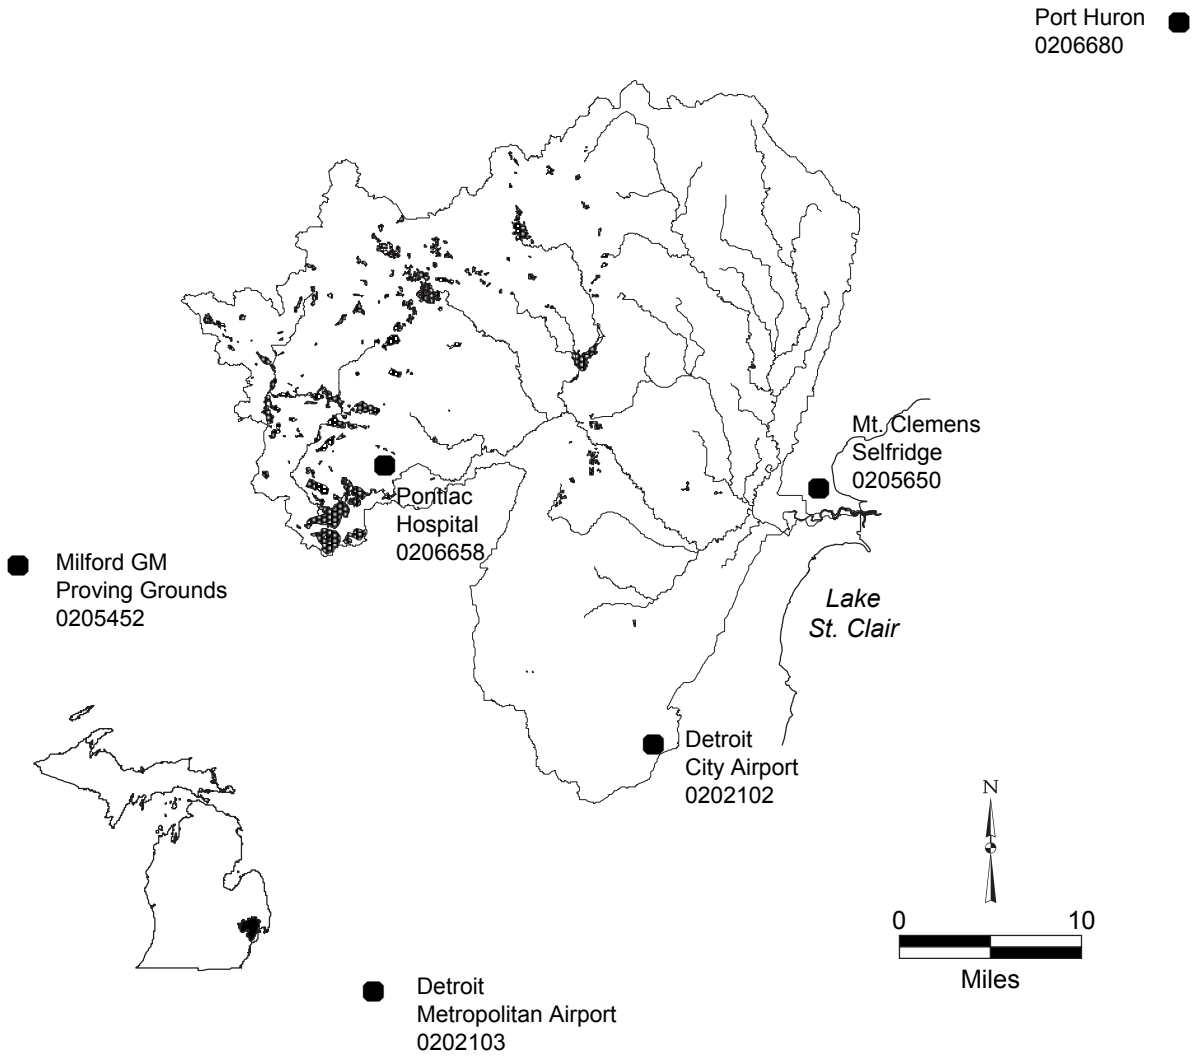 Port Huron
0206680
Mt. Clemens
Selfridge
0205650
Pontiac
Hospital
0206658
Milford GM
Proving Grounds
0205452
Lake
St. Clair
Detroit
City Airport
0202102
N
0 10
Miles
Detroit
Metropolitan Airport
0202103